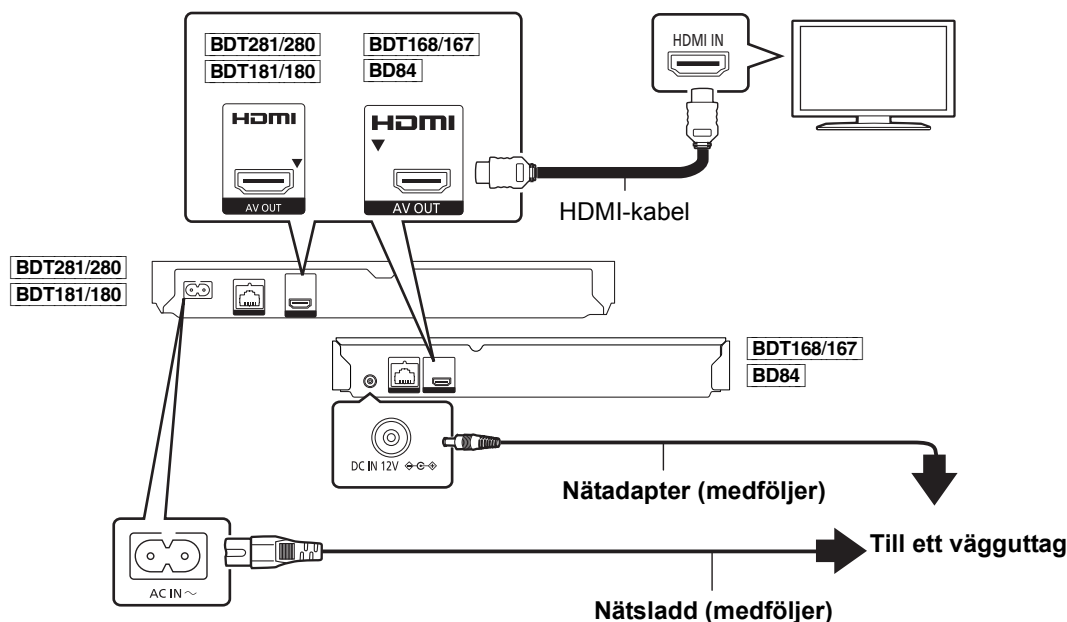 BDT281/280
BDT181/180
BDT168/167
BD84
HDMI
AV OUT
HDMI
AV OUT
HDMI IN
HDMI-kabel
BDT281/280
BDT181/180
BDT168/167
BD84
DC IN 12V
Nätadapter (medföljer)
Till ett vägguttag
AC IN ~
Nätsladd (medföljer)